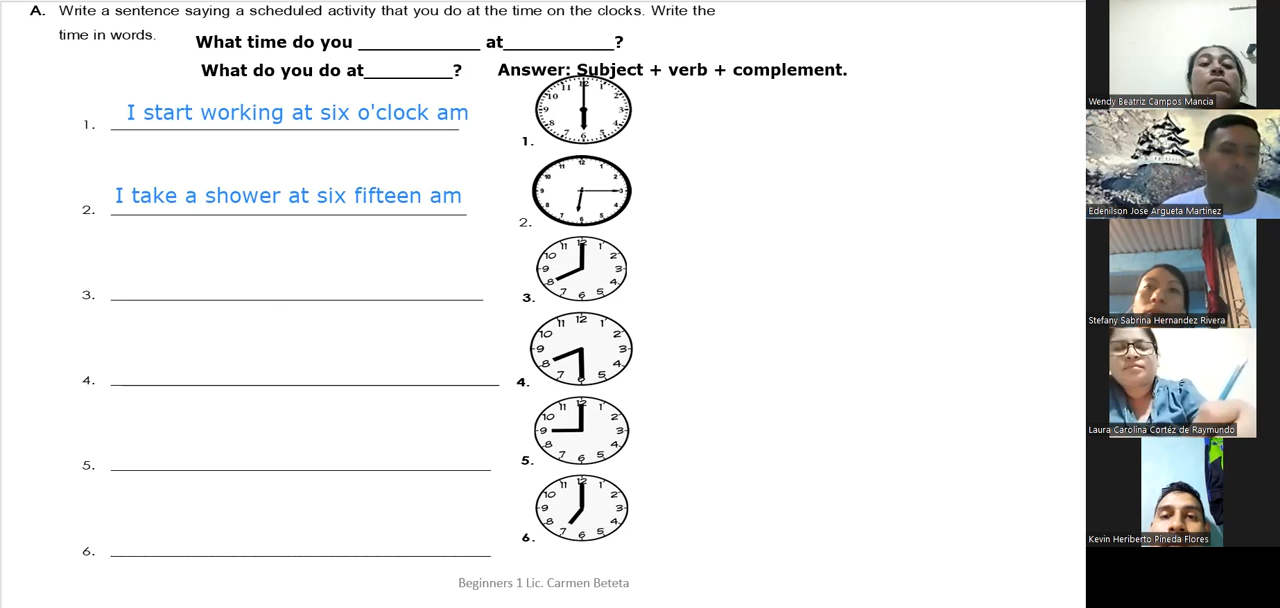 A. Write a sentence saying a scheduled activity that you do at the time on the clocks. Write the
time in words.
What time do you _____________ at____________?
What do you do at__________?
Answer: Subject + verb + complement.
1. I start working at six o'clock am
2. I take a shower at six fifteen am
3.
4.
5.
6.
1.
2.
3.
4.
5.
6.
Beginners 1 Lic. Carmen Beteta
Wendy Beatriz Campos Mancia
Edenilson Jose Argueta Martinez
Stefany Sabrina Hernandez Rivera
Laura Carolina Cortéz de Raymundo
Kevin Heriberto Pineda Flores